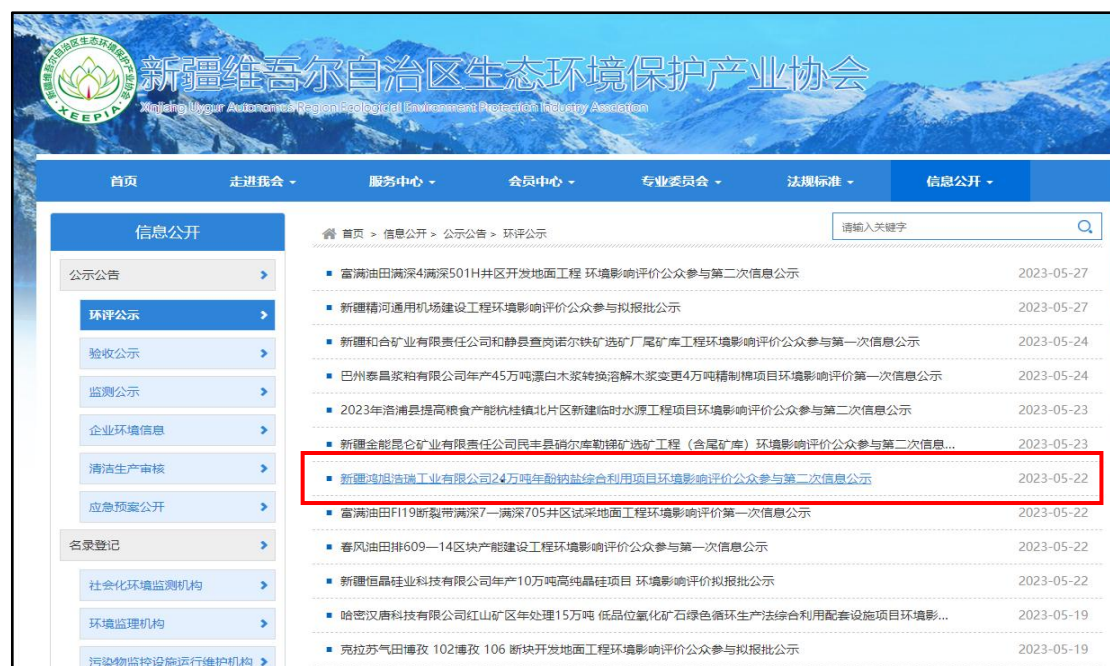 新疆维吾尔自治区生态环境保护产业协会
Xinjiang Uygur Autonomous Region Ecological Environment Protection Industry Association
新疆维吾尔自治区生态环境保护产业协会
XEEPIA
首页 走进我会 服务中心 会员中心 专业委员会 法规标准 信息公开
信息公开
首页 > 信息公开 > 公示公告 > 环评公示
请输入关键字
公示公告
环评公示
验收公示
监测公示
企业环境信息
清洁生产审核
应急预案公开
名录登记
社会化环境监测机构
环境监理机构
污染物监控设施运行维护机构
富满油田满深4满深501H井区开发地面工程 环境影响评价公众参与第二次信息公示 2023-05-27
新疆精河通用机场建设工程环境影响评价公众参与拟报批公示 2023-05-27
新疆和合矿业有限责任公司和静县查岗诺尔铁矿选矿厂尾矿库工程环境影响评价公众参与第一次信息公示 2023-05-24
巴州泰昌浆粕有限公司年产45万吨漂白木浆转换溶解木浆变更4万吨精制棉项目环境影响评价第一次信息公示 2023-05-24
2023年洛浦县提高粮食产能杭桂镇北片区新建临时水源工程项目环境影响评价公众参与第二次信息公示 2023-05-23
新疆金能昆仑矿业有限责任公司民丰县硝尔库勒锑矿选矿工程（含尾矿库）环境影响评价公众参与第二次信息... 2023-05-23
新疆鸿旭浩瑞工业有限公司24万吨年酚钠盐综合利用项目环境影响评价公众参与第二次信息公示 2023-05-22
富满油田FI19断裂带满深7—满深705井区试采地面工程环境影响评价第一次信息公示 2023-05-22
春风油田排609—14区块产能建设工程环境影响评价公众参与第一次信息公示 2023-05-22
新疆恒晶硅业科技有限公司年产10万吨高纯晶硅项目 环境影响评价拟报批公示 2023-05-22
哈密汉唐科技有限公司红山矿区年处理15万吨 低品位氧化矿石绿色循环生产法综合利用配套设施项目环境影... 2023-05-19
克拉苏气田博孜 102博孜 106 断块开发地面工程环境影响评价公众参与拟报批公示 2023-05-19